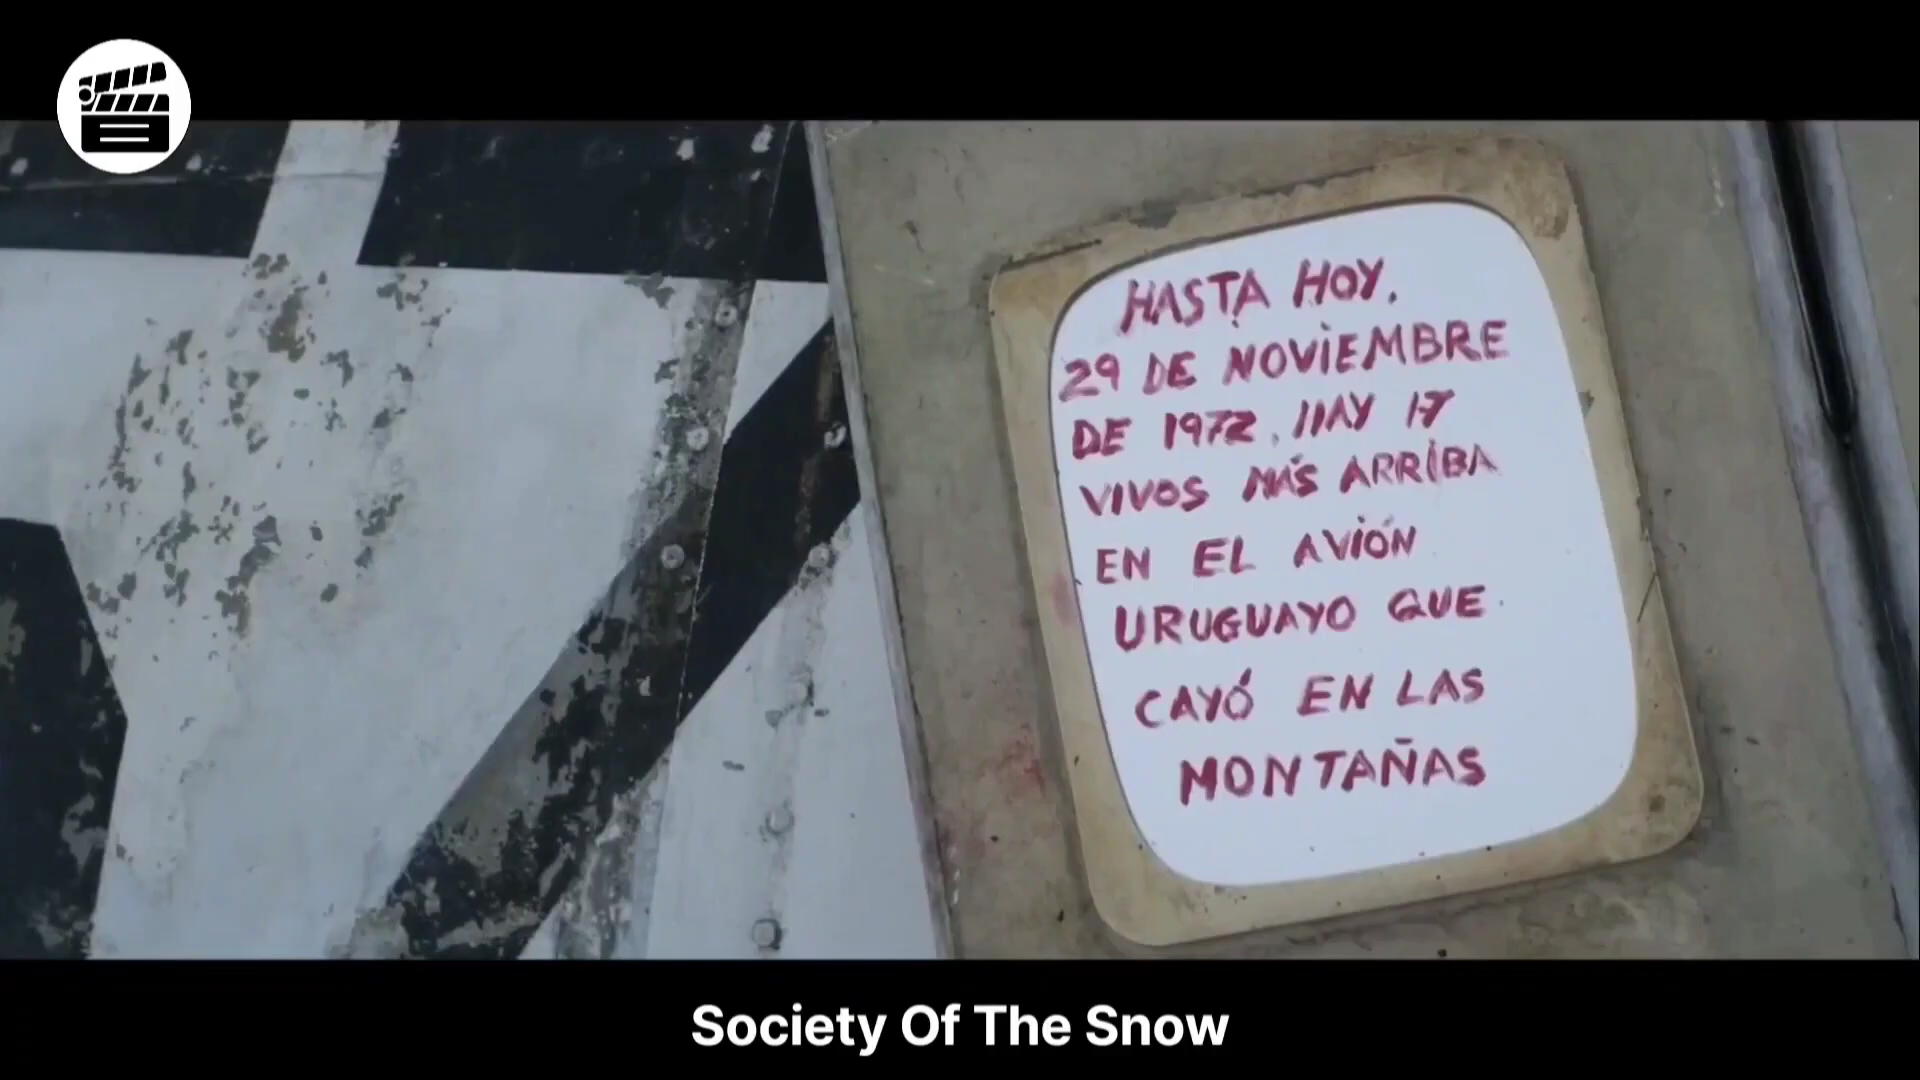 HASTA HOY,
29 DE NOVIEMBRE
DE 1972, HAY 17
VIVOS MÁS ARRIBA
EN EL AVIÓN
URUGUAYO QUE
CAYÓ EN LAS
MONTAÑAS
Society Of The Snow